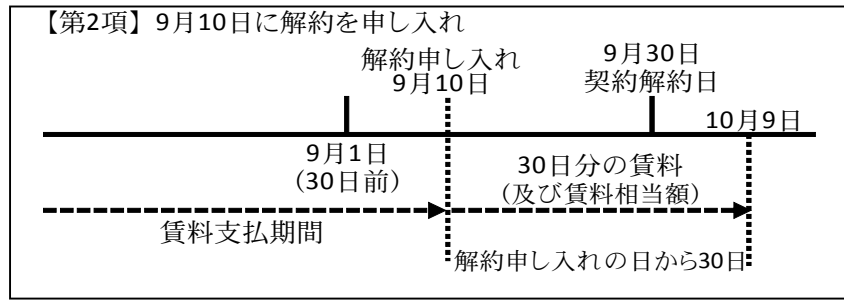 【第2項】9月10日に解約を申し入れ
解約申し入れ
9月10日
9月30日
契約解約日
10月9日
9月1日
(30日前)
30日分の賃料
(及び賃料相当額)
賃料支払期間
解約申し入れの日から30日